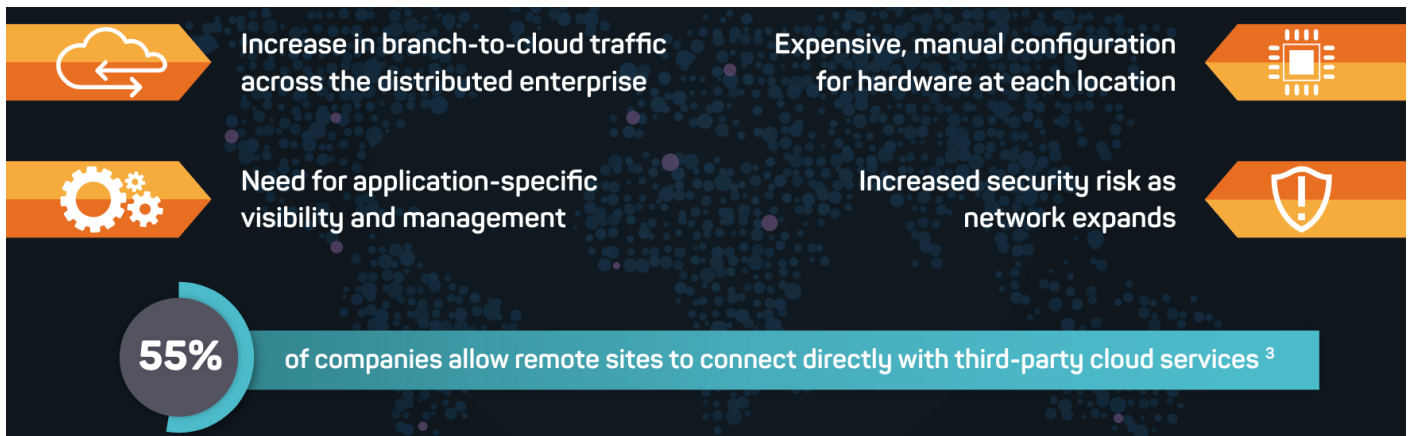 Increase in branch-to-cloud traffic
across the distributed enterprise
Expensive, manual configuration
for hardware at each location
Need for application-specific
visibility and management
Increased security risk as
network expands
55%
of companies allow remote sites to connect directly with third-party cloud services ³